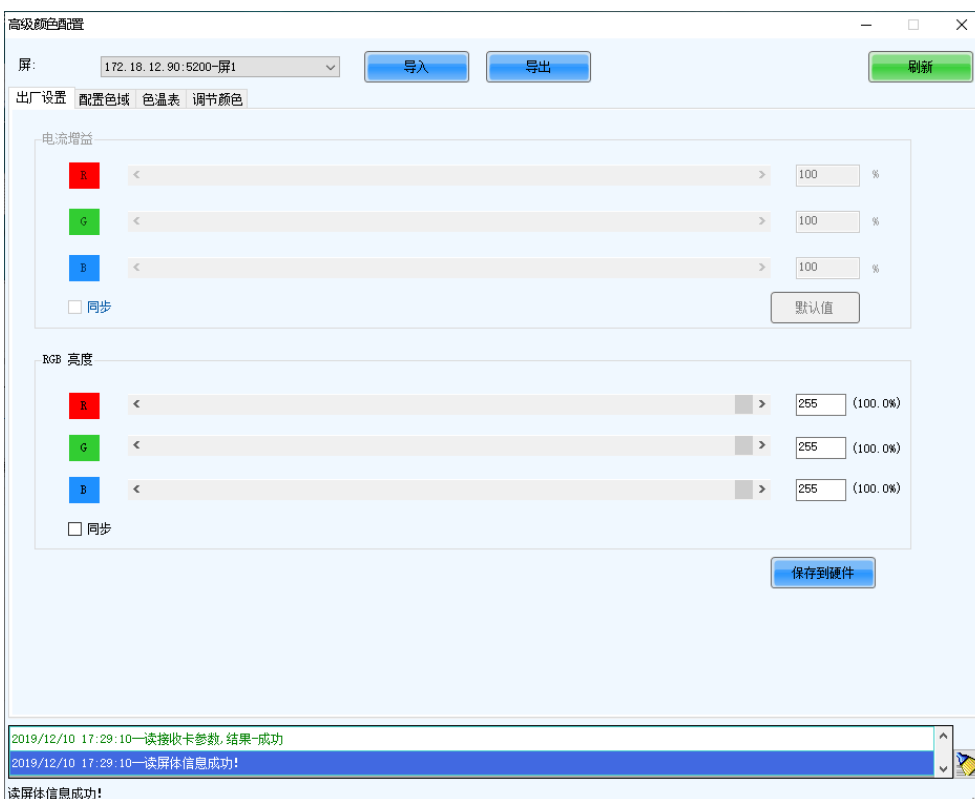 高级颜色配置
屏: 172.18.12.90:5200-屏1 导入 导出 刷新
出厂设置 配置色域 色温表 调节颜色
电流增益
R 100 %
G 100 %
B 100 %
同步 默认值
RGB 亮度
R 255 (100.0%)
G 255 (100.0%)
B 255 (100.0%)
同步
保存到硬件
2019/12/10 17:29:10—读接收卡参数,结果-成功
2019/12/10 17:29:10—读屏体信息成功!
读屏体信息成功!